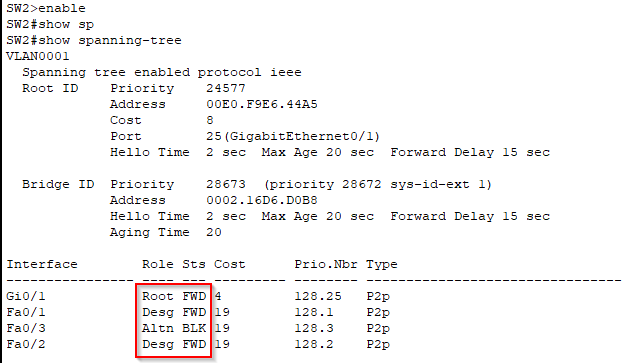 SW2>enable
SW2#show sp
SW2#show spanning-tree
VLAN0001
  Spanning tree enabled protocol ieee
  Root ID    Priority    24577
             Address     00E0.F9E6.44A5
             Cost        8
             Port        25(GigabitEthernet0/1)
             Hello Time  2 sec  Max Age 20 sec  Forward Delay 15 sec

  Bridge ID  Priority    28673  (priority 28672 sys-id-ext 1)
             Address     0002.16D6.D0B8
             Hello Time  2 sec  Max Age 20 sec  Forward Delay 15 sec
             Aging Time  20

Interface        Role Sts Cost      Prio.Nbr Type
---------------- ---- --- --------- -------- --------------------------------
Gi0/1            Root FWD 4         128.25   P2p
Fa0/1            Desg FWD 19        128.1    P2p
Fa0/3            Altn BLK 19        128.3    P2p
Fa0/2            Desg FWD 19        128.2    P2p